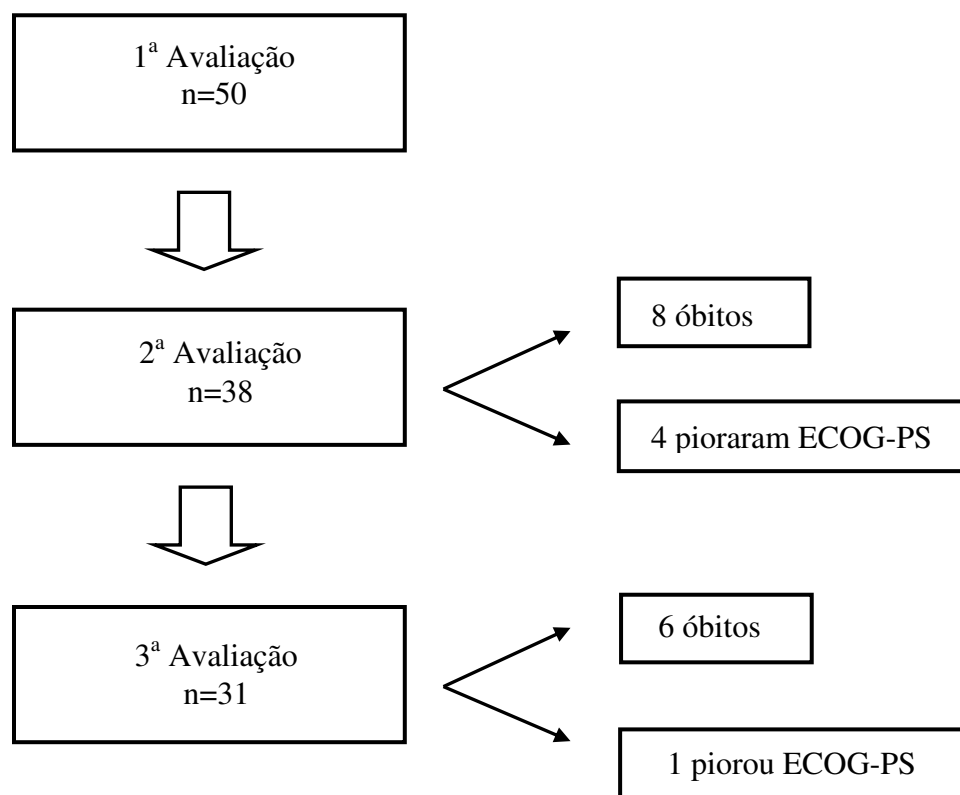 1ª Avaliação
n=50
2ª Avaliação
n=38
8 óbitos
4 pioraram ECOG-PS
3ª Avaliação
n=31
6 óbitos
1 piorou ECOG-PS